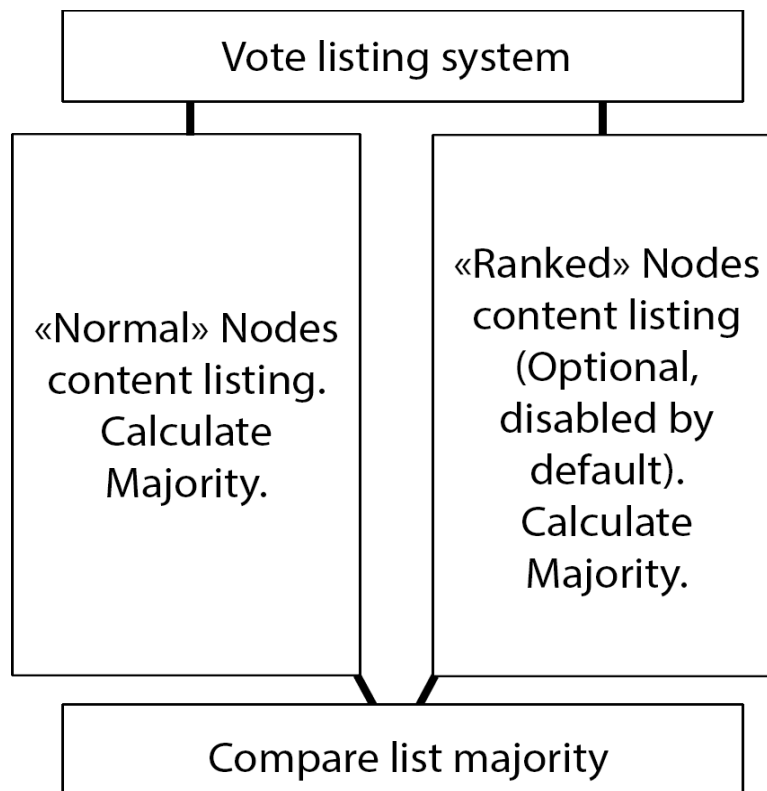 Vote listing system
«Normal» Nodes
content listing.
Calculate
Majority.
«Ranked» Nodes
content listing
(Optional,
disabled by
default).
Calculate
Majority.
Compare list majority